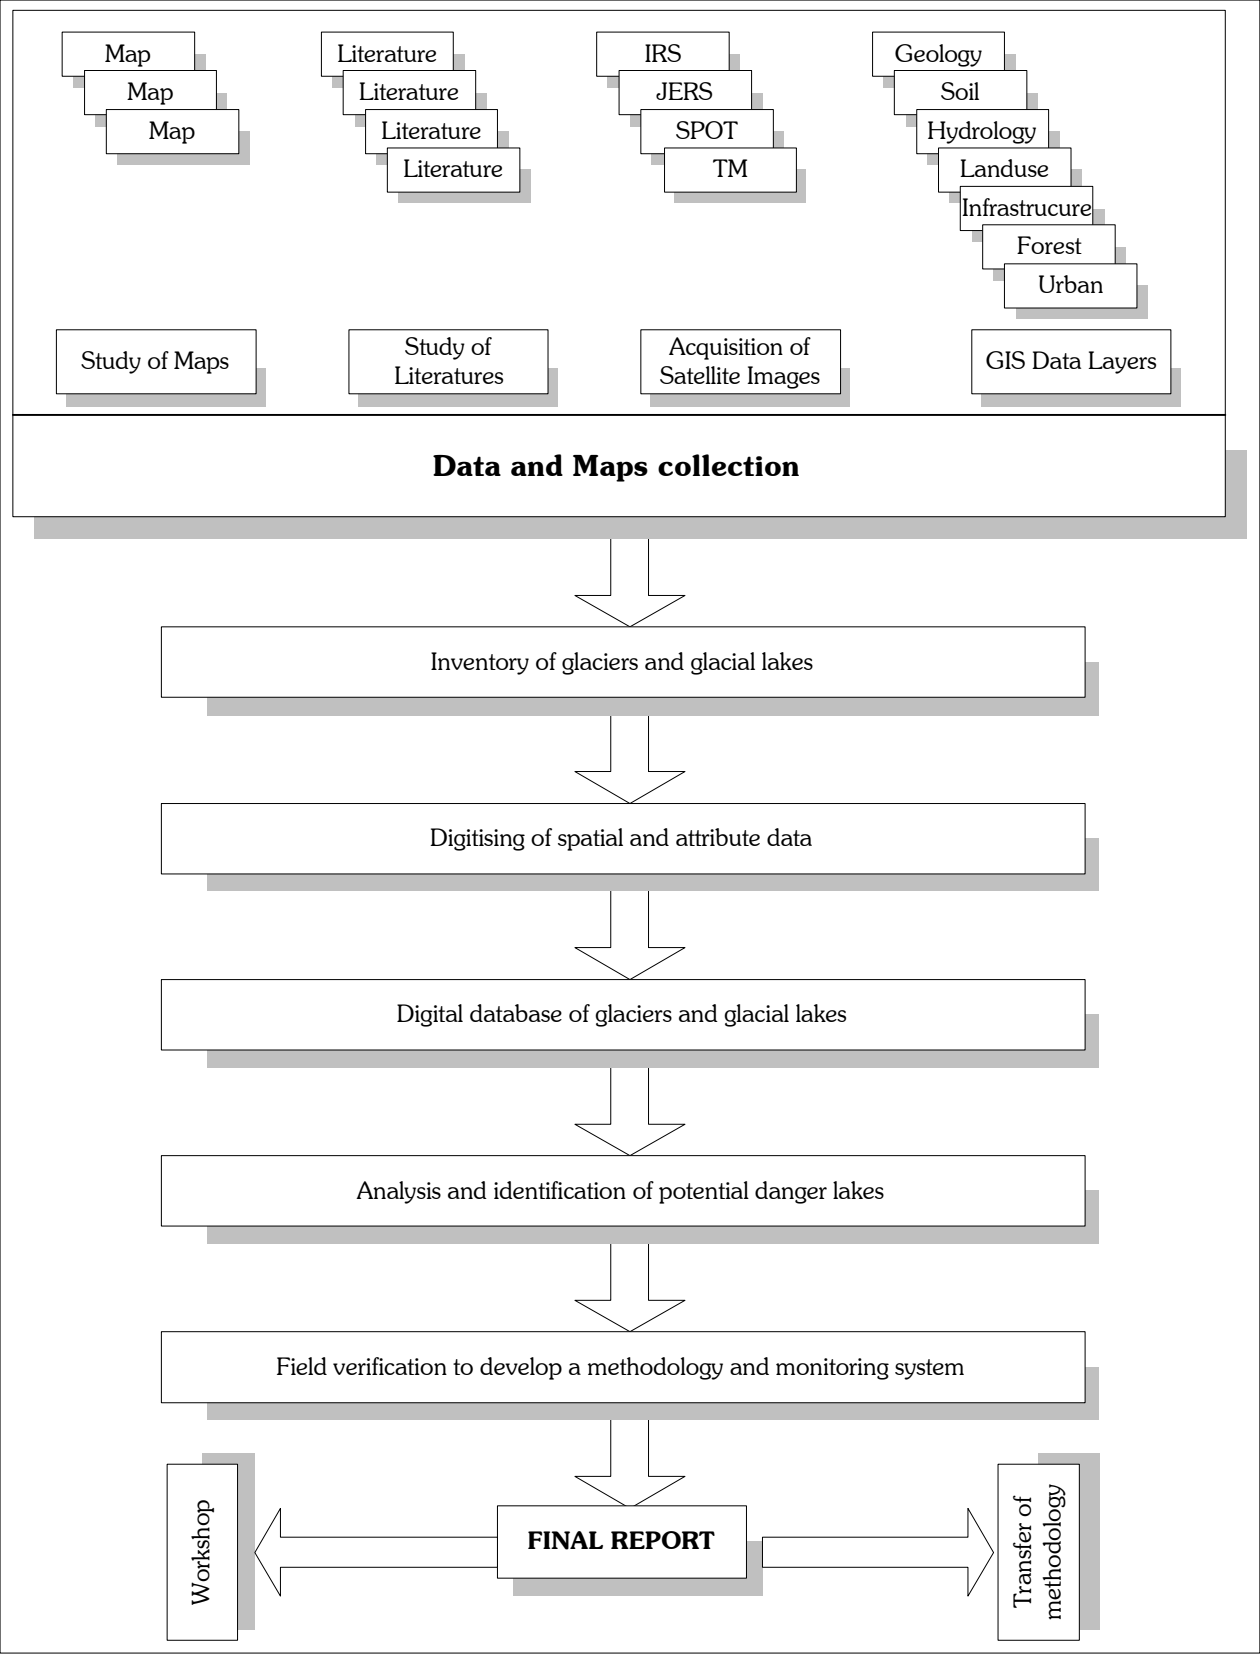 Map
Map
Map
Literature
Literature
Literature
Literature
IRS
JERS
SPOT
TM
Geology
Soil
Hydrology
Landuse
Infrastrucure
Forest
Urban
Study of Maps
Study of
Literatures
Acquisition of
Satellite Images
GIS Data Layers
Data and Maps collection
Inventory of glaciers and glacial lakes
Digitising of spatial and attribute data
Digital database of glaciers and glacial lakes
Analysis and identification of potential danger lakes
Field verification to develop a methodology and monitoring system
Workshop
FINAL REPORT
Transfer of
methodology